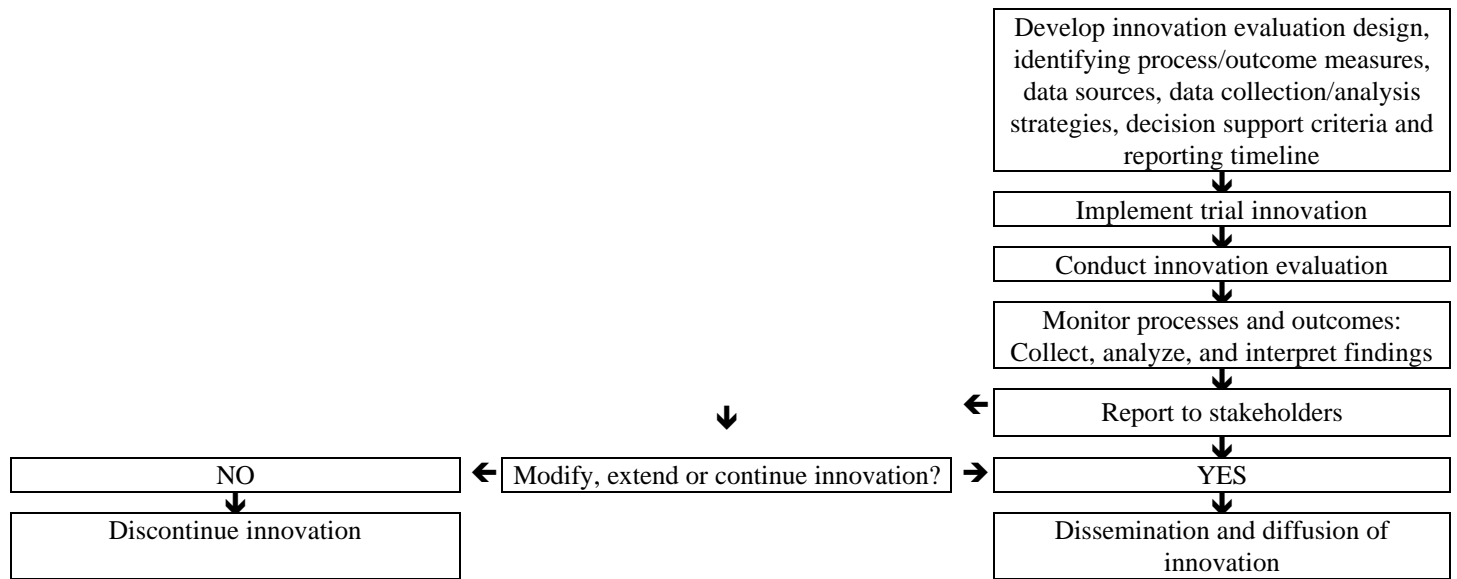 Develop innovation evaluation design,
identifying process/outcome measures,
data sources, data collection/analysis
strategies, decision support criteria and
reporting timeline
Implement trial innovation
Conduct innovation evaluation
Monitor processes and outcomes:
Collect, analyze, and interpret findings
Report to stakeholders
NO
Modify, extend or continue innovation?
YES
Discontinue innovation
Dissemination and diffusion of
innovation